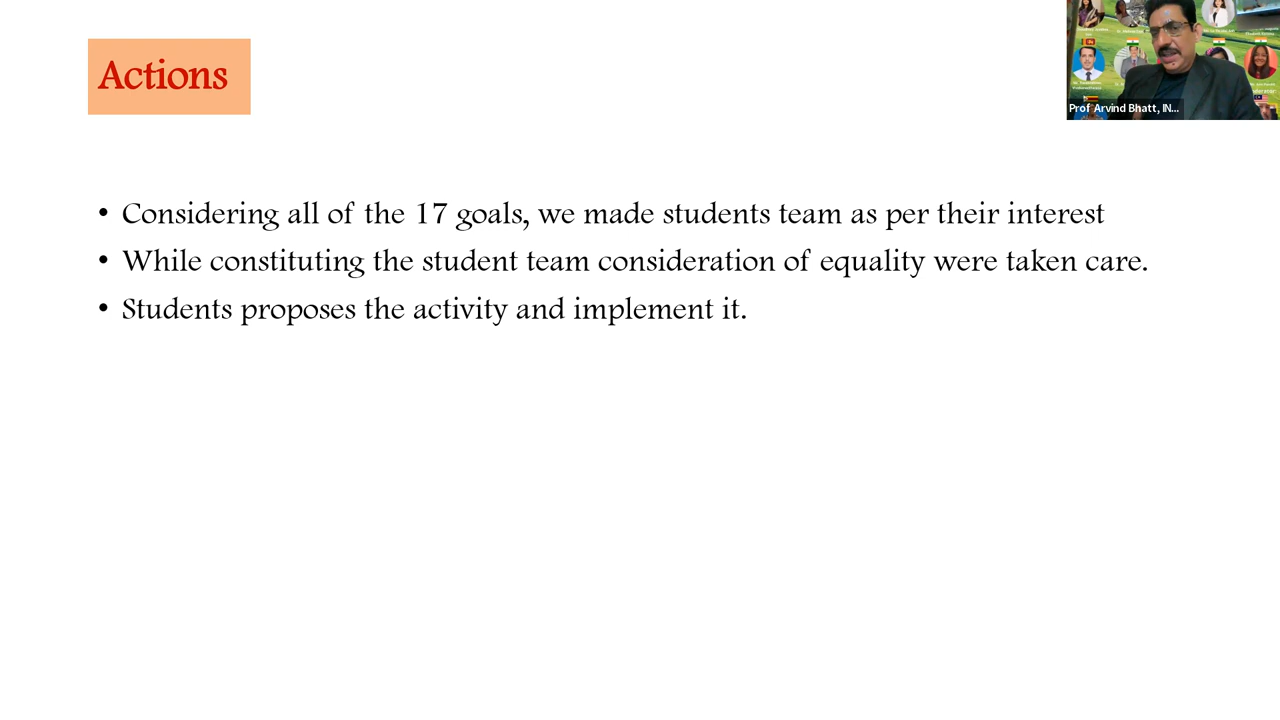 Actions
Prof Arvind Bhatt, IN...
• Considering all of the 17 goals, we made students team as per their interest
• While constituting the student team consideration of equality were taken care.
• Students proposes the activity and implement it.